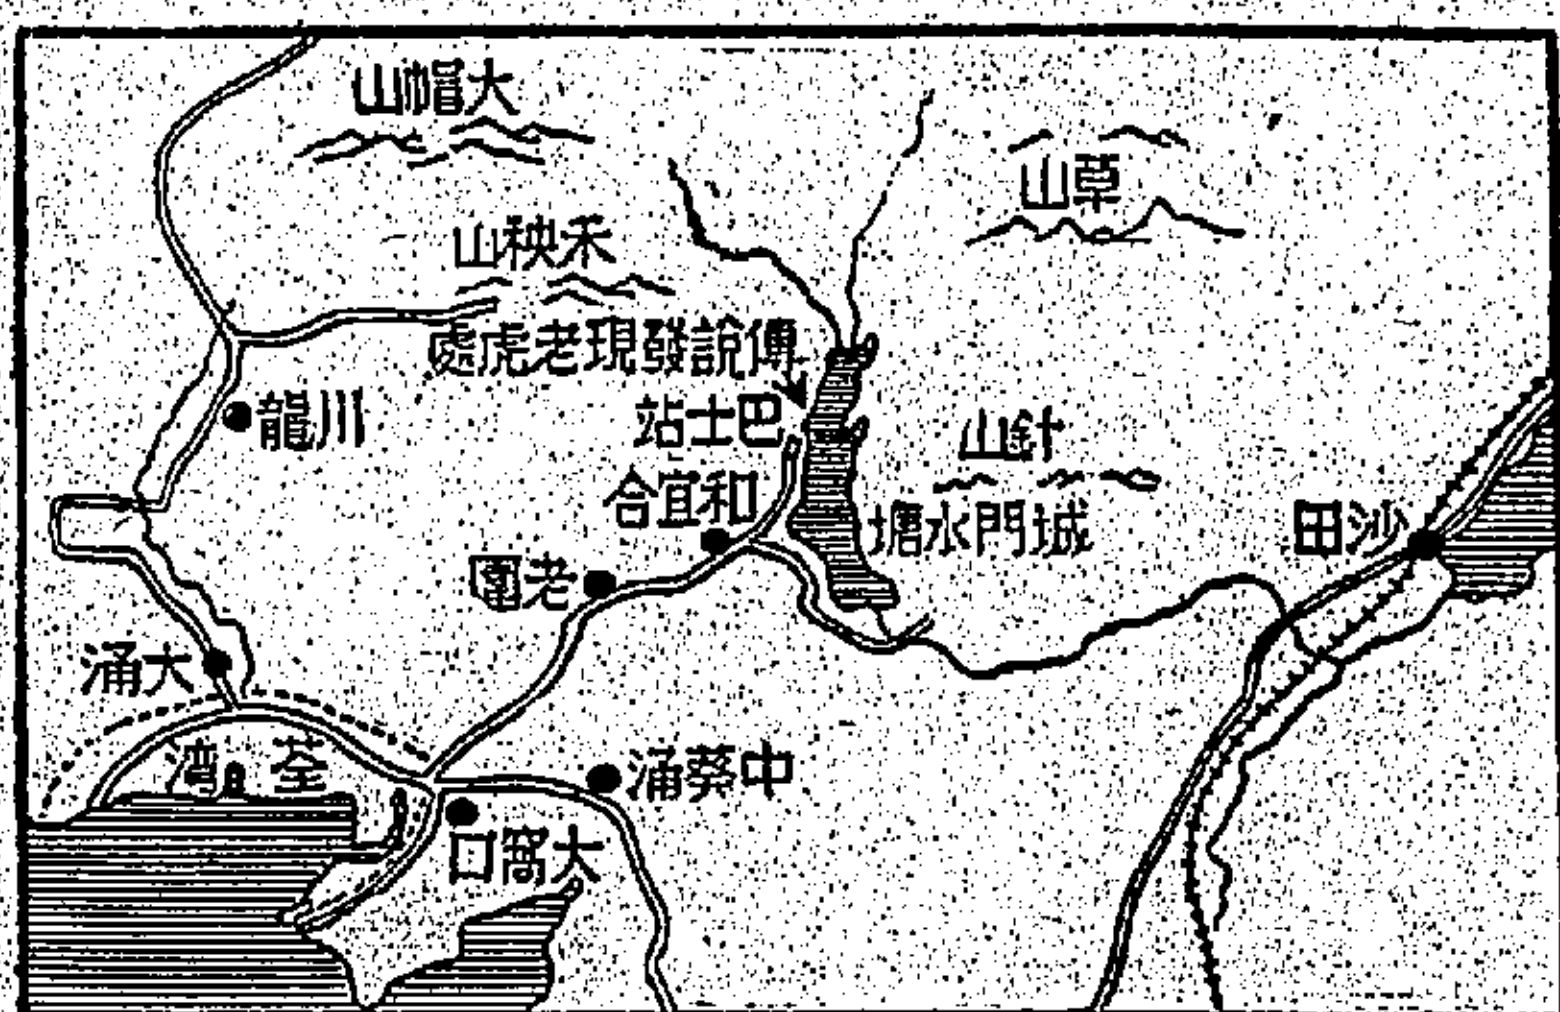 大帽山
草山
禾秧山
傳說發現老虎處
川龍
巴士站
針山
和宜合
城門水塘
沙田
老圍
大涌
荃灣
中葵涌
大窩口